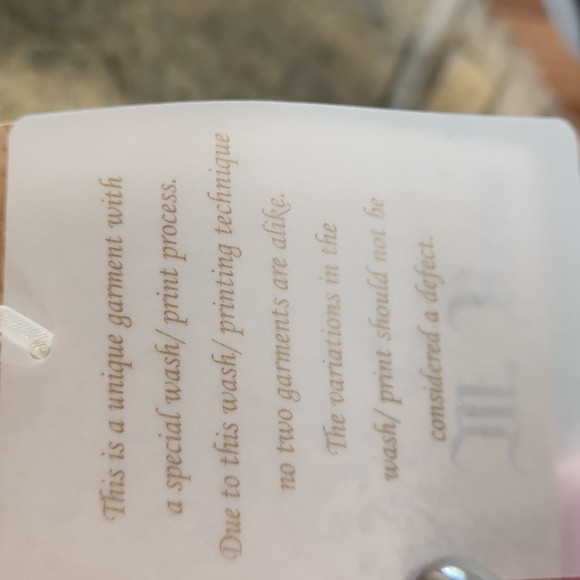 This is a unique garment with
a special wash/ print process.
Due to this wash/ printing technique
no two garments are alike.
The variations in the
wash/ print should not be
considered a defect.